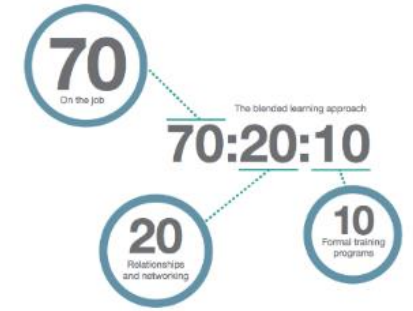 70
On the job
The blended learning approach
70:20:10
20
Relationships
and networking
10
Formal training
programs